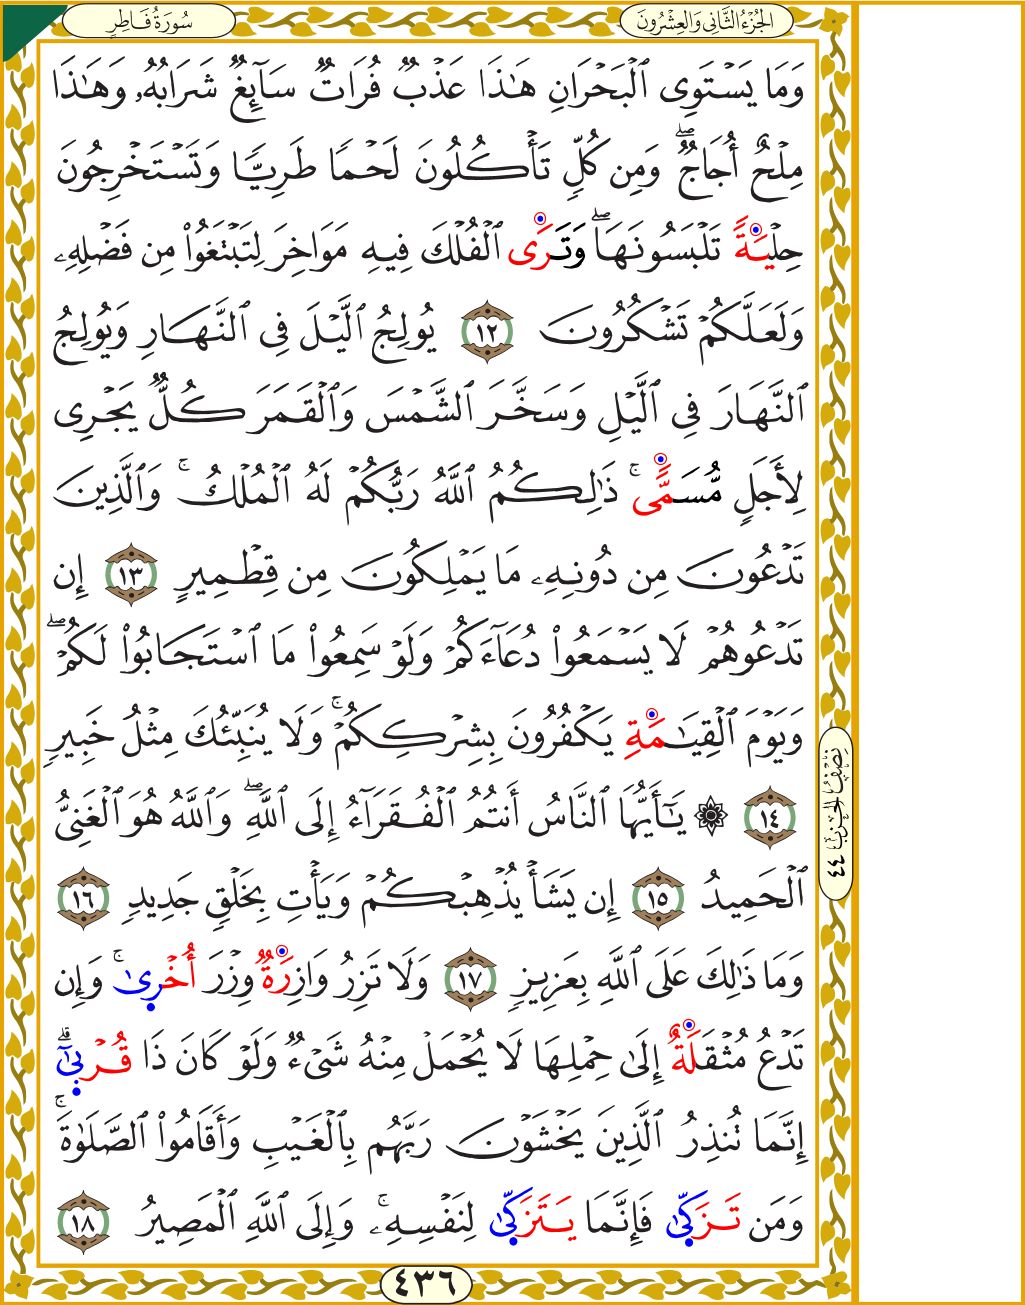 الجُزْءُ الثَّانِي وَالعِشْرُونَ
سُورَةُ فَاطِرٍ
وَمَا يَسۡتَوِي ٱلۡبَحۡرَانِ هَٰذَا عَذۡبٞ فُرَاتٞ سَآئِغٞ شَرَابُهُۥ وَهَٰذَا
مِلۡحٌ أُجَاجٞۖ وَمِن كُلّٖ تَأۡكُلُونَ لَحۡمٗا طَرِيّٗا وَتَسۡتَخۡرِجُونَ
حِلۡيَةٗ تَلۡبَسُونَهَاۖ وَتَرَى ٱلۡفُلۡكَ فِيهِ مَوَاخِرَ لِتَبۡتَغُواْ مِن فَضۡلِهِۦ
وَلَعَلَّكُمۡ تَشۡكُرُونَ ١٢ يُولِجُ ٱلَّيۡلَ فِي ٱلنَّهَارِ وَيُولِجُ
ٱلنَّهَارَ فِي ٱلَّيۡلِ وَسَخَّرَ ٱلشَّمۡسَ وَٱلۡقَمَرَ كُلّٞ يَجۡرِي
لِأَجَلٖ مُّسَمّٗىۚ ذَٰلِكُمُ ٱللَّهُ رَبُّكُمۡ لَهُ ٱلۡمُلۡكُۚ وَٱلَّذِينَ
تَدۡعُونَ مِن دُونِهِۦ مَا يَمۡلِكُونَ مِن قِطۡمِيرٍ ١٣ إِن
تَدۡعُوهُمۡ لَا يَسۡمَعُواْ دُعَآءَكُمۡ وَلَوۡ سَمِعُواْ مَا ٱسۡتَجَابُواْ لَكُمۡۖ
وَيَوۡمَ ٱلۡقِيَٰمَةِ يَكۡفُرُونَ بِشِرۡكِكُمۡۚ وَلَا يُنَبِّئُكَ مِثۡلُ خَبِيرٖ
١٤ ۞ يَٰٓأَيُّهَا ٱلنَّاسُ أَنتُمُ ٱلۡفُقَرَآءُ إِلَى ٱللَّهِۖ وَٱللَّهُ هُوَ ٱلۡغَنِيُّ
ٱلۡحَمِيدُ ١٥ إِن يَشَأۡ يُذۡهِبۡكُمۡ وَيَأۡتِ بِخَلۡقٖ جَدِيدٖ ١٦
وَمَا ذَٰلِكَ عَلَى ٱللَّهِ بِعَزِيزٖ ١٧ وَلَا تَزِرُ وَازِرَةٞ وِزۡرَ أُخۡرَىٰۚ وَإِن
تَدۡعُ مُثۡقَلَةٌ إِلَىٰ حِمۡلِهَا لَا يُحۡمَلۡ مِنۡهُ شَيۡءٞ وَلَوۡ كَانَ ذَا قُرۡبَىٰٓۗ
إِنَّمَا تُنذِرُ ٱلَّذِينَ يَخۡشَوۡنَ رَبَّهُم بِٱلۡغَيۡبِ وَأَقَامُواْ ٱلصَّلَوٰةَۚ
وَمَن تَزَكَّىٰ فَإِنَّمَا يَتَزَكَّىٰ لِنَفۡسِهِۦۚ وَإِلَى ٱللَّهِ ٱلۡمَصِيرُ ١٨
نِصْفُ الحِزْبِ ٤٤
٤٣٦